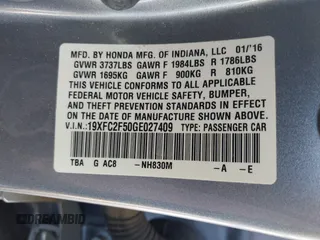 MFD. BY HONDA MFG. OF INDIANA, LLC 01/'16
GVWR 3737LBS GAWR F 1984LBS R 1786LBS
GVWR 1695KG GAWR F 900KG R 810KG
THIS VEHICLE CONFORMS TO ALL APPLICABLE
FEDERAL MOTOR VEHICLE SAFETY, BUMPER,
AND THEFT PREVENTION STANDARDS IN EFFECT ON
THE DATE OF MANUFACTURE SHOWN ABOVE.
V.I.N.:19XFC2F50GE027409 TYPE: PASSENGER CAR
TBA G AC8 -NH830M -A -E
DREAMBID